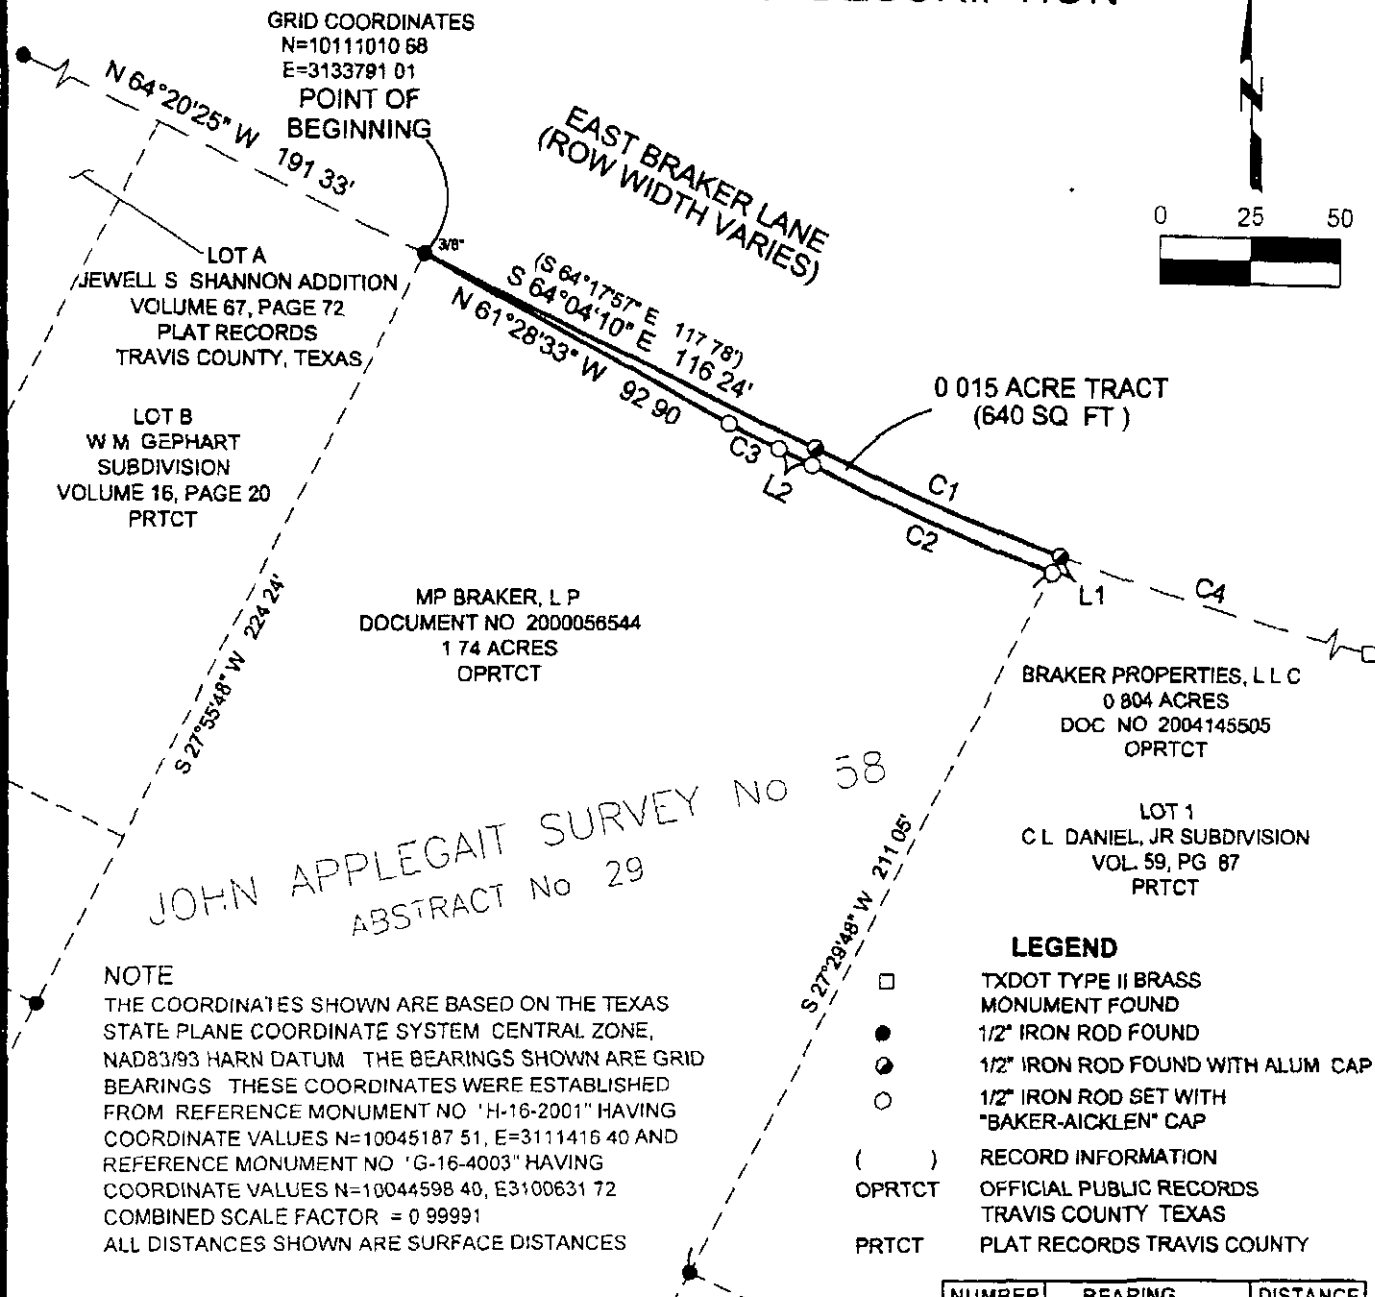 GRID COORDINATES
N=10111010 68
E=3133791 01
POINT OF
BEGINNING
N 64°20'25" W 191 33'
EAST BRAKER LANE
(ROW WIDTH VARIES)
0 25 50
3/8"
LOT A
JEWELL S SHANNON ADDITION
VOLUME 67, PAGE 72
PLAT RECORDS
TRAVIS COUNTY, TEXAS
(S 64°17'57" E 117 78')
S 64°04'10" E 116 24'
N 61°28'33" W 92 90
0 015 ACRE TRACT
(640 SQ FT )
LOT B
W M GEPHART
SUBDIVISION
VOLUME 16, PAGE 20
PRTCT
C3
L2
C1
C2
L1
C4
S 27°55'48" W 224 24'
MP BRAKER, L P
DOCUMENT NO 2000056544
1 74 ACRES
OPRTCT
BRAKER PROPERTIES, L L C
0 804 ACRES
DOC NO 2004145505
OPRTCT
LOT 1
C L DANIEL, JR SUBDIVISION
VOL. 59, PG 87
PRTCT
JOHN APPLEGAIT SURVEY No 58
ABSTRACT No 29
S 27°29'48" W 211 05'
NOTE
THE COORDINATES SHOWN ARE BASED ON THE TEXAS
STATE PLANE COORDINATE SYSTEM CENTRAL ZONE,
NAD83/93 HARN DATUM THE BEARINGS SHOWN ARE GRID
BEARINGS THESE COORDINATES WERE ESTABLISHED
FROM REFERENCE MONUMENT NO 'H-16-2001" HAVING
COORDINATE VALUES N=10045187 51, E=3111416 40 AND
REFERENCE MONUMENT NO 'G-16-4003" HAVING
COORDINATE VALUES N=10044598 40, E3100631 72
COMBINED SCALE FACTOR = 0 99991
ALL DISTANCES SHOWN ARE SURFACE DISTANCES
LEGEND
TXDOT TYPE II BRASS
MONUMENT FOUND
1/2" IRON ROD FOUND
1/2" IRON ROD FOUND WITH ALUM CAP
1/2" IRON ROD SET WITH
"BAKER-AICKLEN" CAP
( ) RECORD INFORMATION
OPRTCT OFFICIAL PUBLIC RECORDS
TRAVIS COUNTY TEXAS
PRTCT PLAT RECORDS TRAVIS COUNTY
NUMBER BEARING DISTANCE